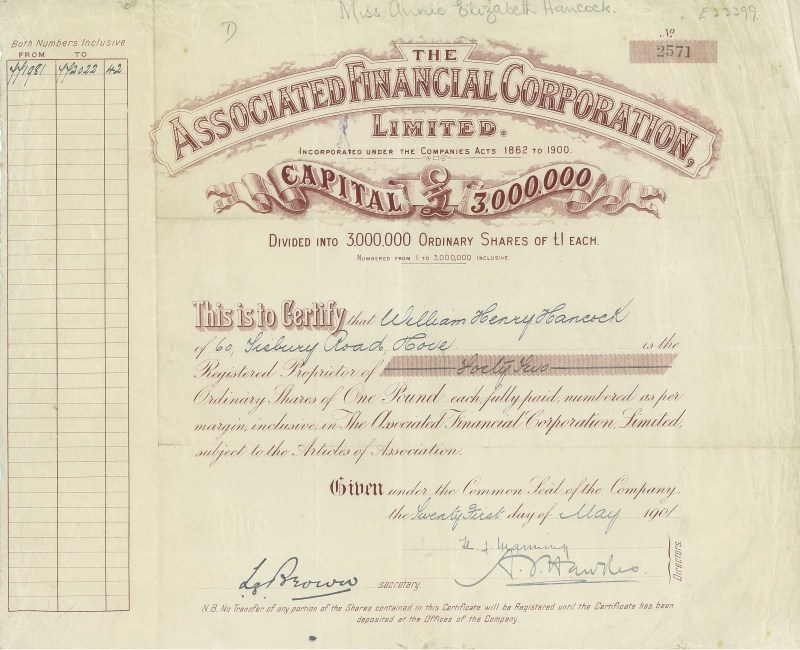 Miss Annie Elizabeth Hancock.
E23399
1)
No
2571
Both Numbers Inclusive
FROM TO
42
THE
ASSOCIATED FINANCIAL CORPORATION,
LIMITED.
INCORPORATED UNDER THE COMPANIES ACTS 1862 TO 1900.
CAPITAL £ 3,000,000
DIVIDED INTO 3,000,000 ORDINARY SHARES OF £1 EACH.
NUMBERED FROM 1 TO 3,000,000 INCLUSIVE.
This is to Certify that William Henry Hancock
of 60, Tisbury Road, Hove is the
Registered Proprietor of Forty Two
Ordinary Shares of One Pound each, fully paid, numbered as per
margin, inclusive, in The Associated Financial Corporation, Limited,
subject to the Articles of Association.
Given under the Common Seal of the Company.
the Twenty First day of May 1901
H. J. Manning
Directors.
L. Brown secretary.
N.B. No Transfer of any portion of the Shares contained in this Certificate will be Registered until the Certificate has been
deposited at the Offices of the Company.